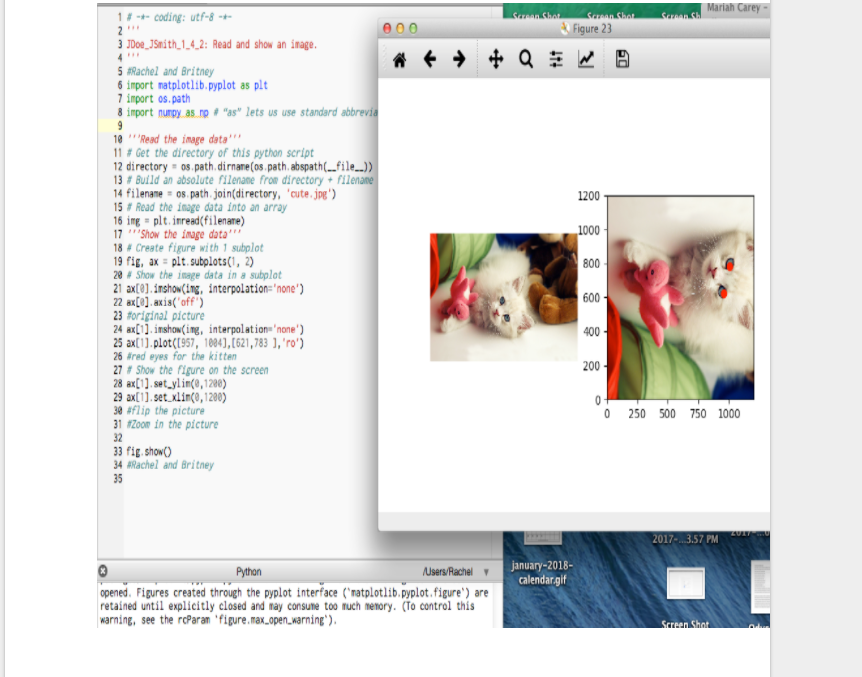 1 # -*- coding: utf-8 -*-
2 '''
3 JDoe_JSmith_1_4_2: Read and show an image.
4 '''
5 #Rachel and Britney
6 import matplotlib.pyplot as plt
7 import os.path
8 import numpy as np # "as" lets us use standard abbrevia
9
10 '''Read the image data'''
11 # Get the directory of this python script
12 directory = os.path.dirname(os.path.abspath(__file__))
13 # Build an absolute filename from directory + filename
14 filename = os.path.join(directory, 'cute.jpg')
15 # Read the image data into an array
16 img = plt.imread(filename)
17 '''Show the image data'''
18 # Create figure with 1 subplot
19 fig, ax = plt.subplots(1, 2)
20 # Show the image data in a subplot
21 ax[0].imshow(img, interpolation='none')
22 ax[0].axis('off')
23 #original picture
24 ax[1].imshow(img, interpolation='none')
25 ax[1].plot([957, 1004],[621,783 ],'ro')
26 #red eyes for the kitten
27 # Show the figure on the screen
28 ax[1].set_ylim(0,1200)
29 ax[1].set_xlim(0,1200)
30 #flip the picture
31 #Zoom in the picture
32
33 fig.show()
34 #Rachel and Britney
35
Python /Users/Rachel
opened. Figures created through the pyplot interface (`matplotlib.pyplot.figure`) are
retained until explicitly closed and may consume too much memory. (To control this
warning, see the rcParam `figure.max_open_warning`).
Screen Shot Screen Shot Screen Sh
Mariah Carey -
Figure 23
1200
1000
800
600
400
200
0
0 250 500 750 1000
2017-...3.57 PM
january-2018-
calendar.gif
Screen Shot